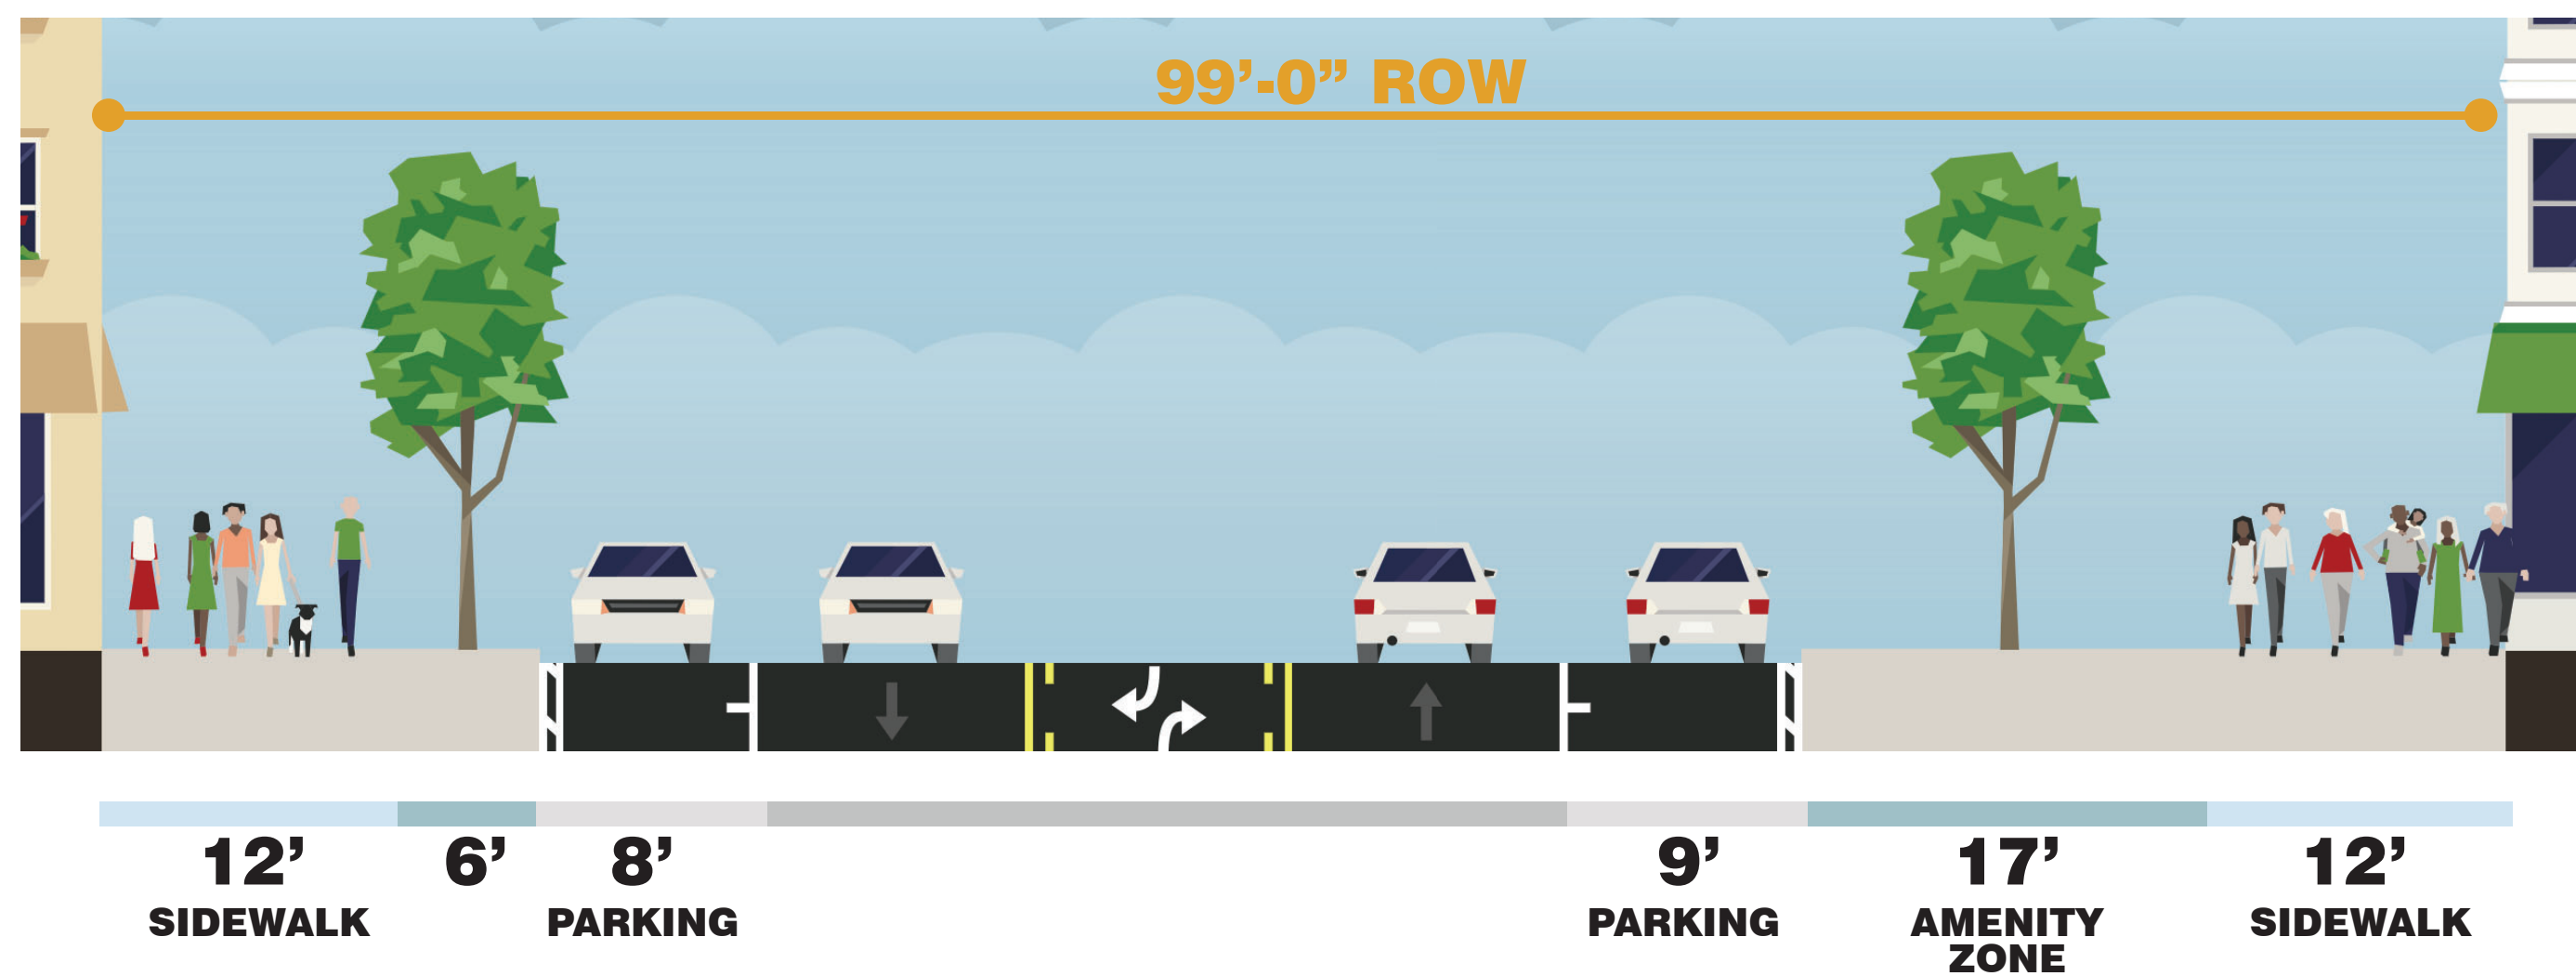 99’-0” ROW
12’
SIDEWALK
6’
8’
PARKING
9’
PARKING
17’
AMENITY
ZONE
12’
SIDEWALK